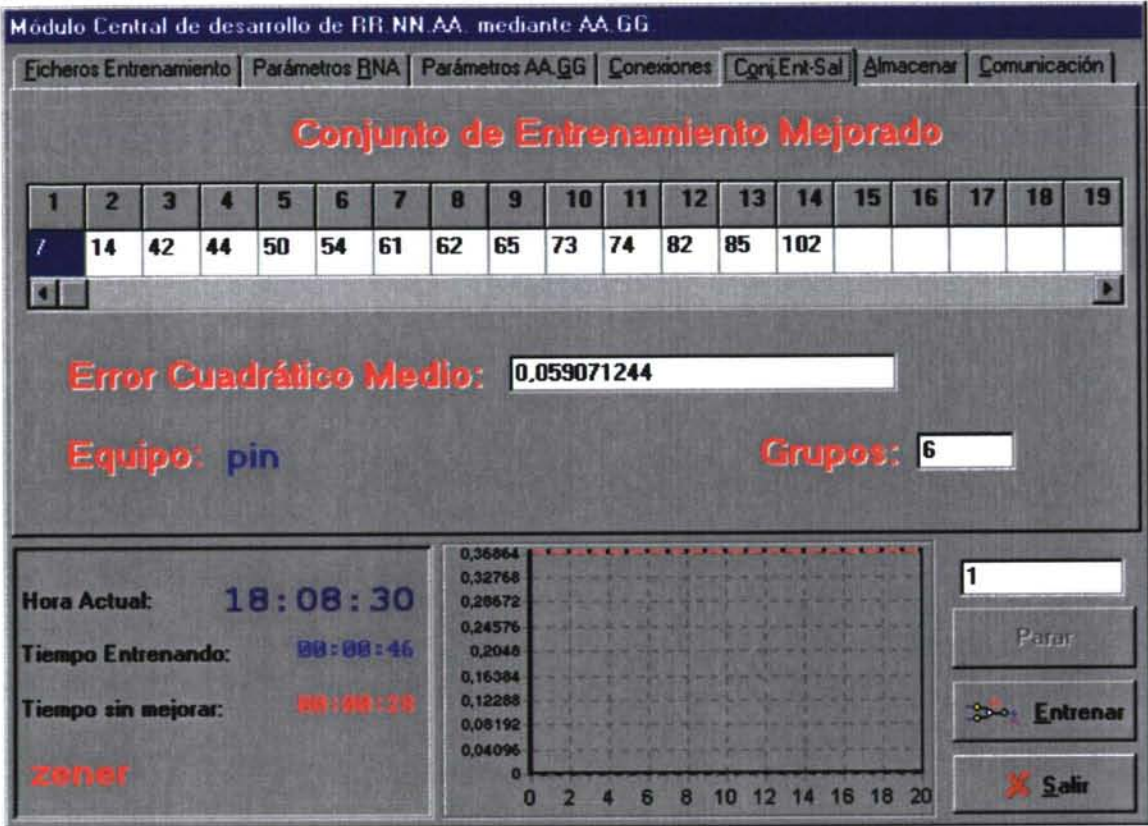 Módulo Central de desarrollo de RR.NN.AA. mediante AA.GG
Ficheros Entrenamiento Parámetros RNA Parámetros AA.GG Conexiones Conj.Ent-Sal Almacenar Comunicación
Conjunto de Entrenamiento Mejorado
1 2 3 4 5 6 7 8 9 10 11 12 13 14 15 16 17 18 19
7 14 42 44 50 54 61 62 65 73 74 82 85 102
Error Cuadrático Medio: 0,059071244
Equipo: pin Grupos: 6
Hora Actual: 18:08:30
Tiempo Entrenando: 00:00:46
Tiempo sin mejorar: 00:00:28
zener
0,36864
0,32768
0,28672
0,24576
0,2048
0,16384
0,12288
0,08192
0,04096
0
0 2 4 6 8 10 12 14 16 18 20
1
Parar
Entrenar
Salir